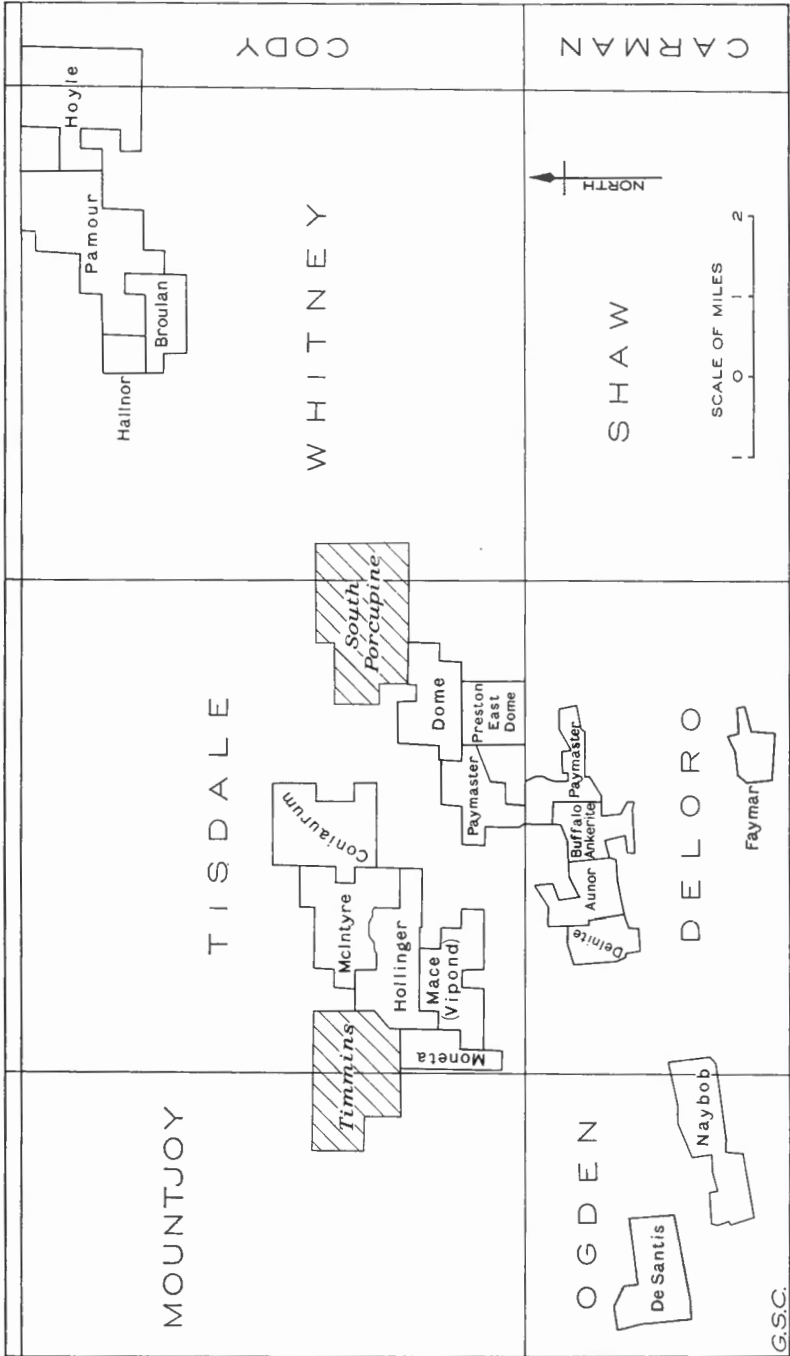 MOUNTJOY
TISDALE
WHITNEY
CODY
OGDEN
DELORO
SHAW
CARMAN
Timmins
South
Porcupine
Moneta
Hollinger
McIntyre
Coniaurum
Mace
(Vipond)
Paymaster
Dome
Preston
East
Dome
Hallnor
Broulan
Pamour
Hoyle
De Santis
Naybob
Delnite
Aunor
Buffalo
Ankerite
Paymaster
Faymar
NORTH
SCALE OF MILES
1 0 1 2
G.S.C.